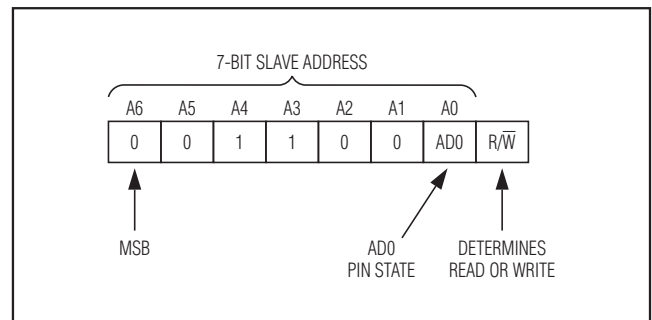 7-BIT SLAVE ADDRESS
A6 A5 A4 A3 A2 A1 A0
0 0 1 1 0 0 AD0 R/W̅
MSB
AD0 PIN STATE
DETERMINES READ OR WRITE